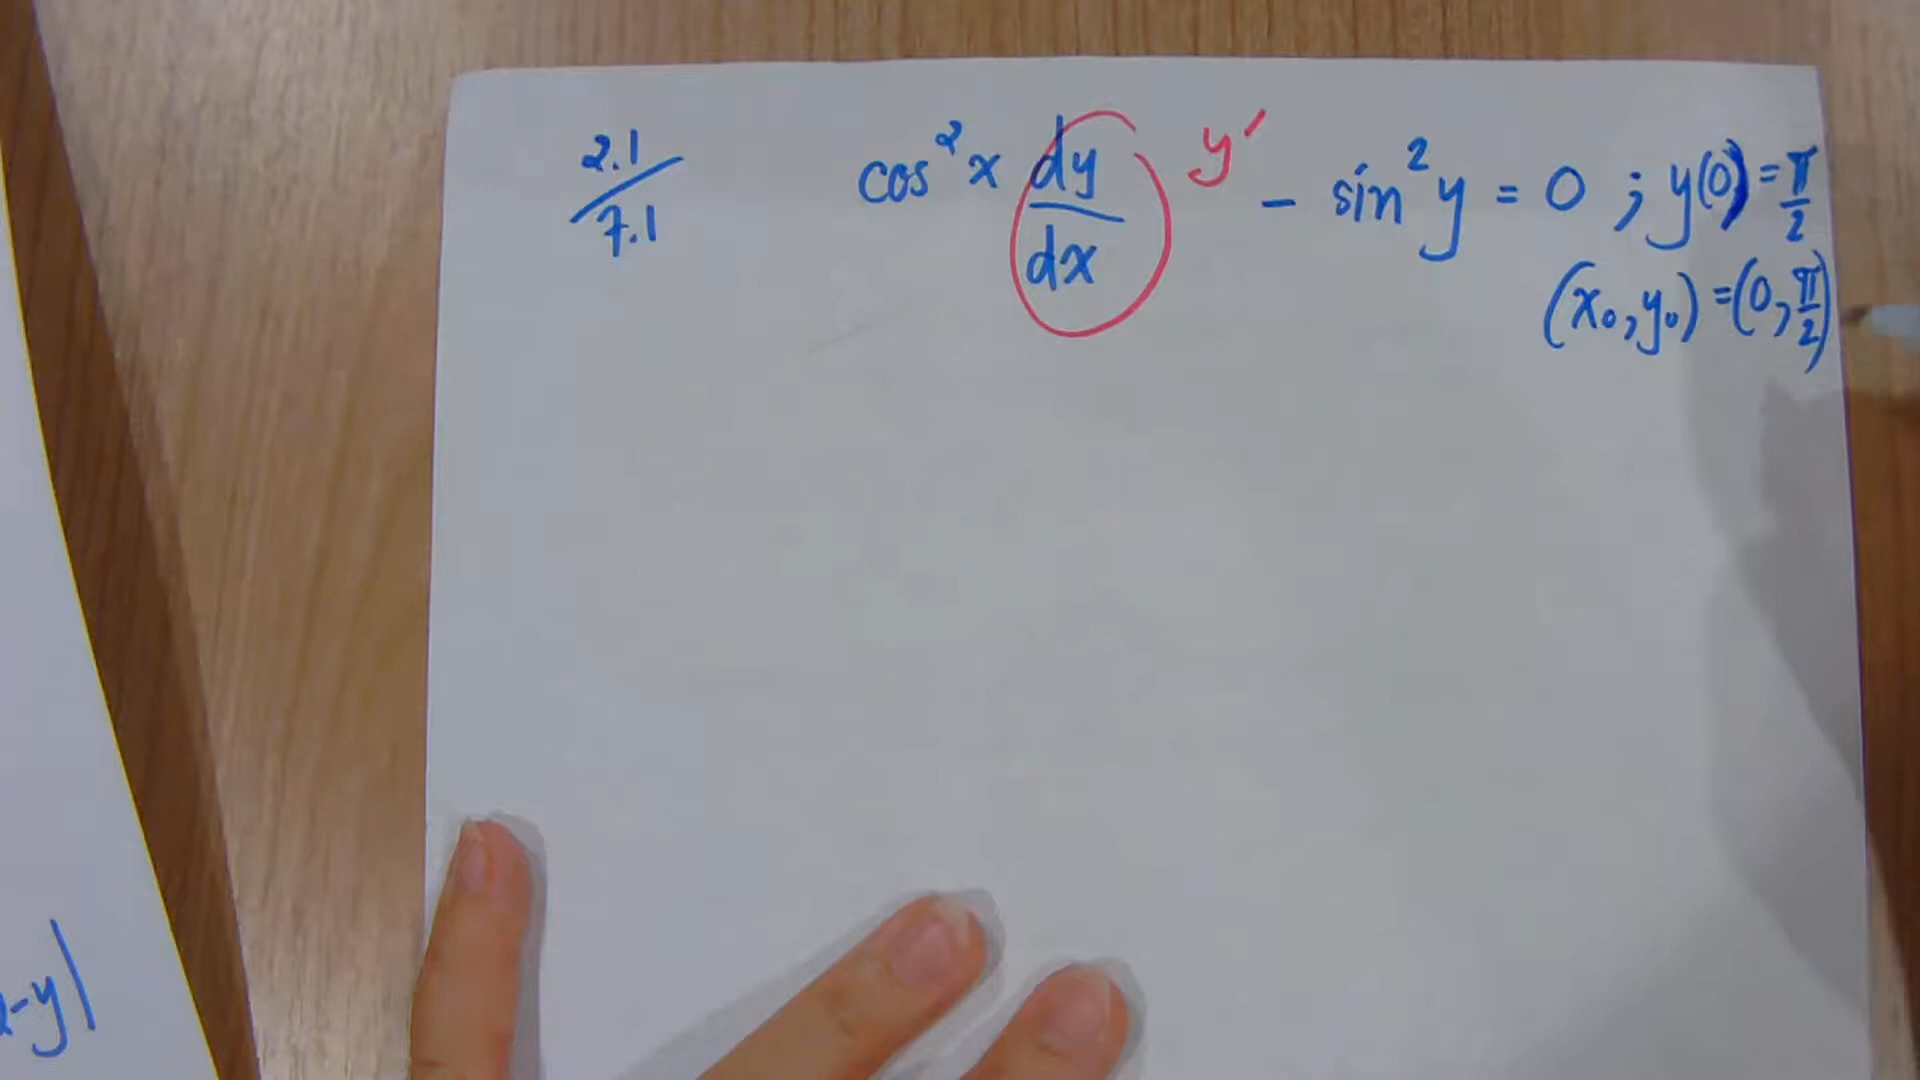 2.1/7.1 cos²x dy/dx y′ - sin²y = 0 ; y(0) = π/2
(x₀, y₀) = (0, π/2)
-y|